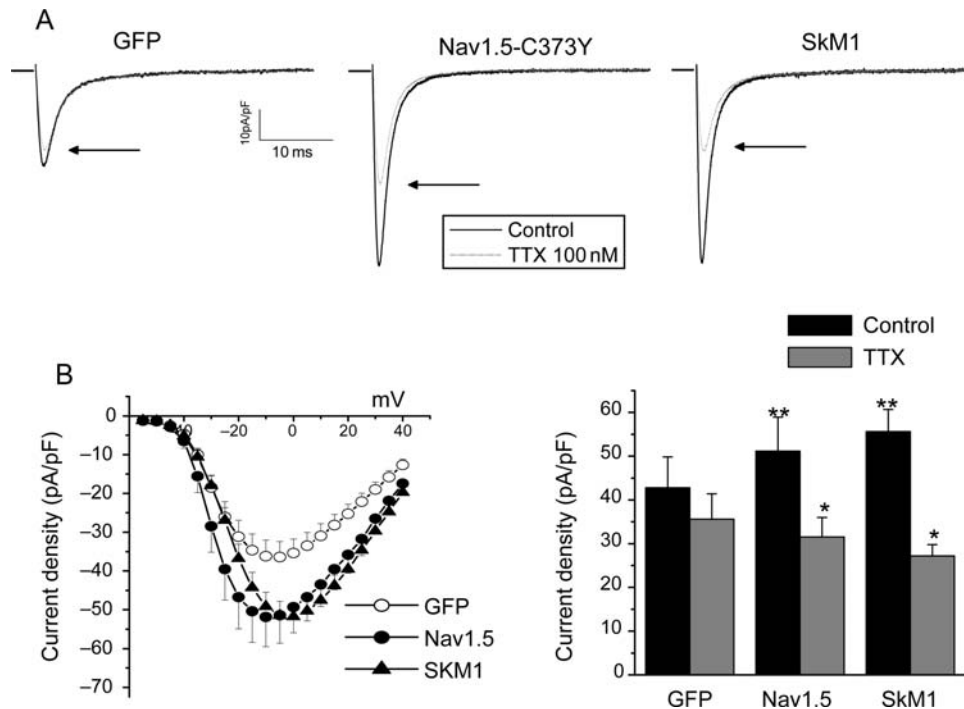 A
GFP
Nav1.5-C373Y
SkM1
10pA/pF
10 ms
Control
TTX 100 nM
B
mV
0
−10
−20
−30
−40
−50
−60
−70
−40
−20
0
20
40
Current density (pA/pF)
GFP
Nav1.5
SKM1
Control
TTX
60
50
40
30
20
10
0
Current density (pA/pF)
**
*
**
*
GFP
Nav1.5
SkM1